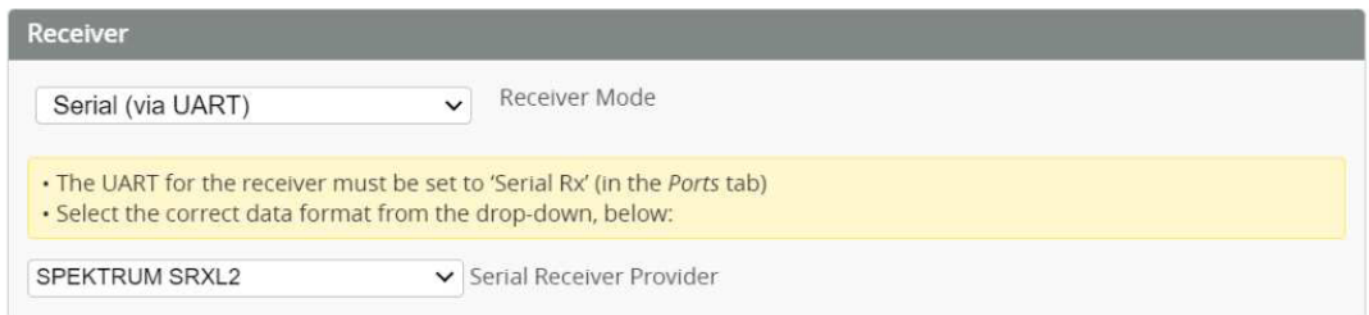 Receiver
Serial (via UART) Receiver Mode
• The UART for the receiver must be set to ‘Serial Rx’ (in the Ports tab)
• Select the correct data format from the drop-down, below:
SPEKTRUM SRXL2 Serial Receiver Provider